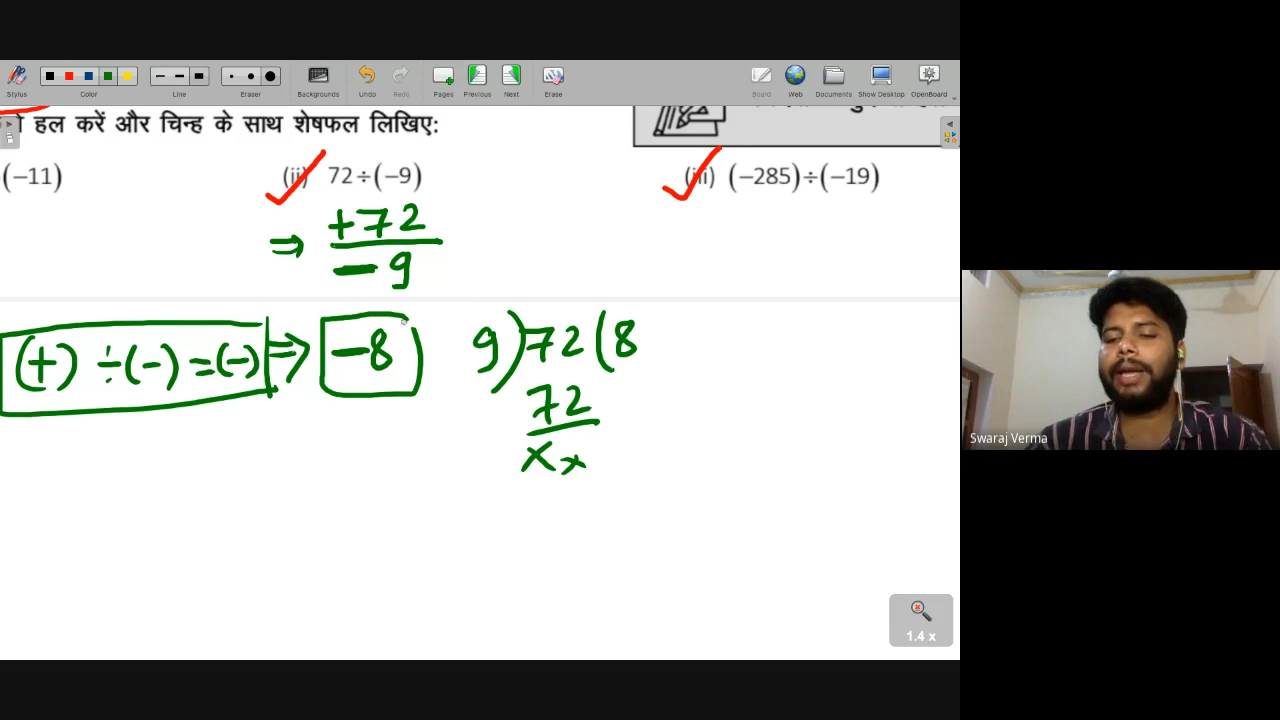 Stylus Color Line Eraser Backgrounds Undo Redo Pages Previous Next Erase Board Web Documents Show Desktop OpenBoard
हल करें और चिन्ह के साथ शेषफल लिखिए:
(−11) (ii) 72÷(−9) (iii) (−285)÷(−19)
⇒ +72
− 9
(+) ÷(−) =(−) ⇒ −8 9)72(8
72
xx
Swaraj Verma
1.4 x